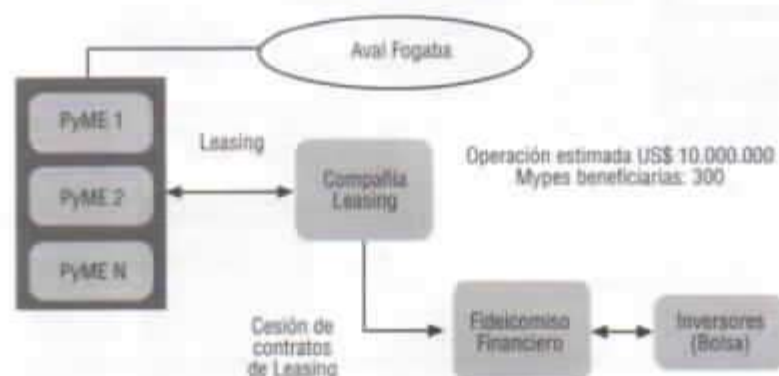 Aval Fogaba
PyME 1
Leasing
PyME 2
Compañía
Leasing
Operación estimada US$ 10.000.000
Mypes beneficiarias: 300
PyME N
Cesión de
contratos
de Leasing
Fideicomiso
Financiero
Inversores
(Bolsa)